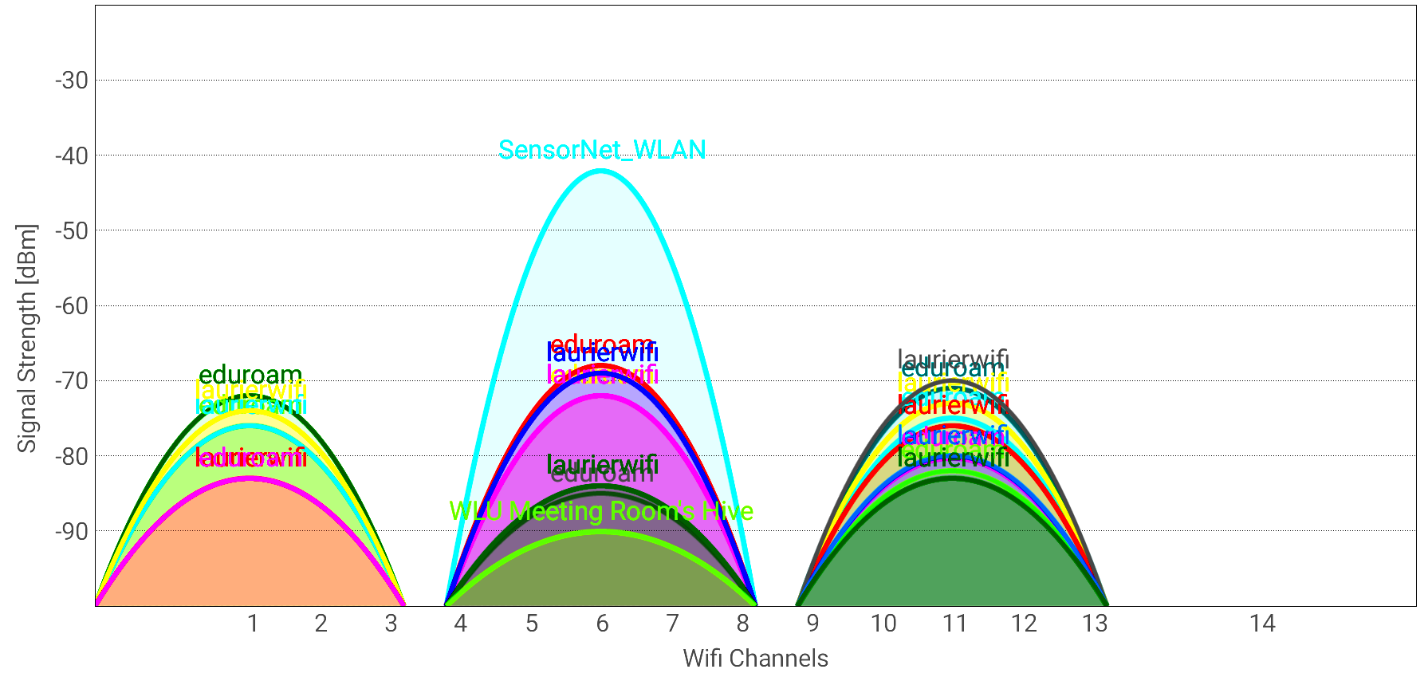 -30
-40
-50
-60
-70
-80
-90
Signal Strength [dBm]
SensorNet_WLAN
eduroam
laurierwifi
laurierwifi
laurierwifi
eduroam
WLU Meeting Room's Hive
eduroam
laurierwifi
laurierwifi
eduroam
laurierwifi
eduroam
laurierwifi
eduroam
laurierwifi
laurierwifi
laurierwifi
1 2 3 4 5 6 7 8 9 10 11 12 13 14
Wifi Channels